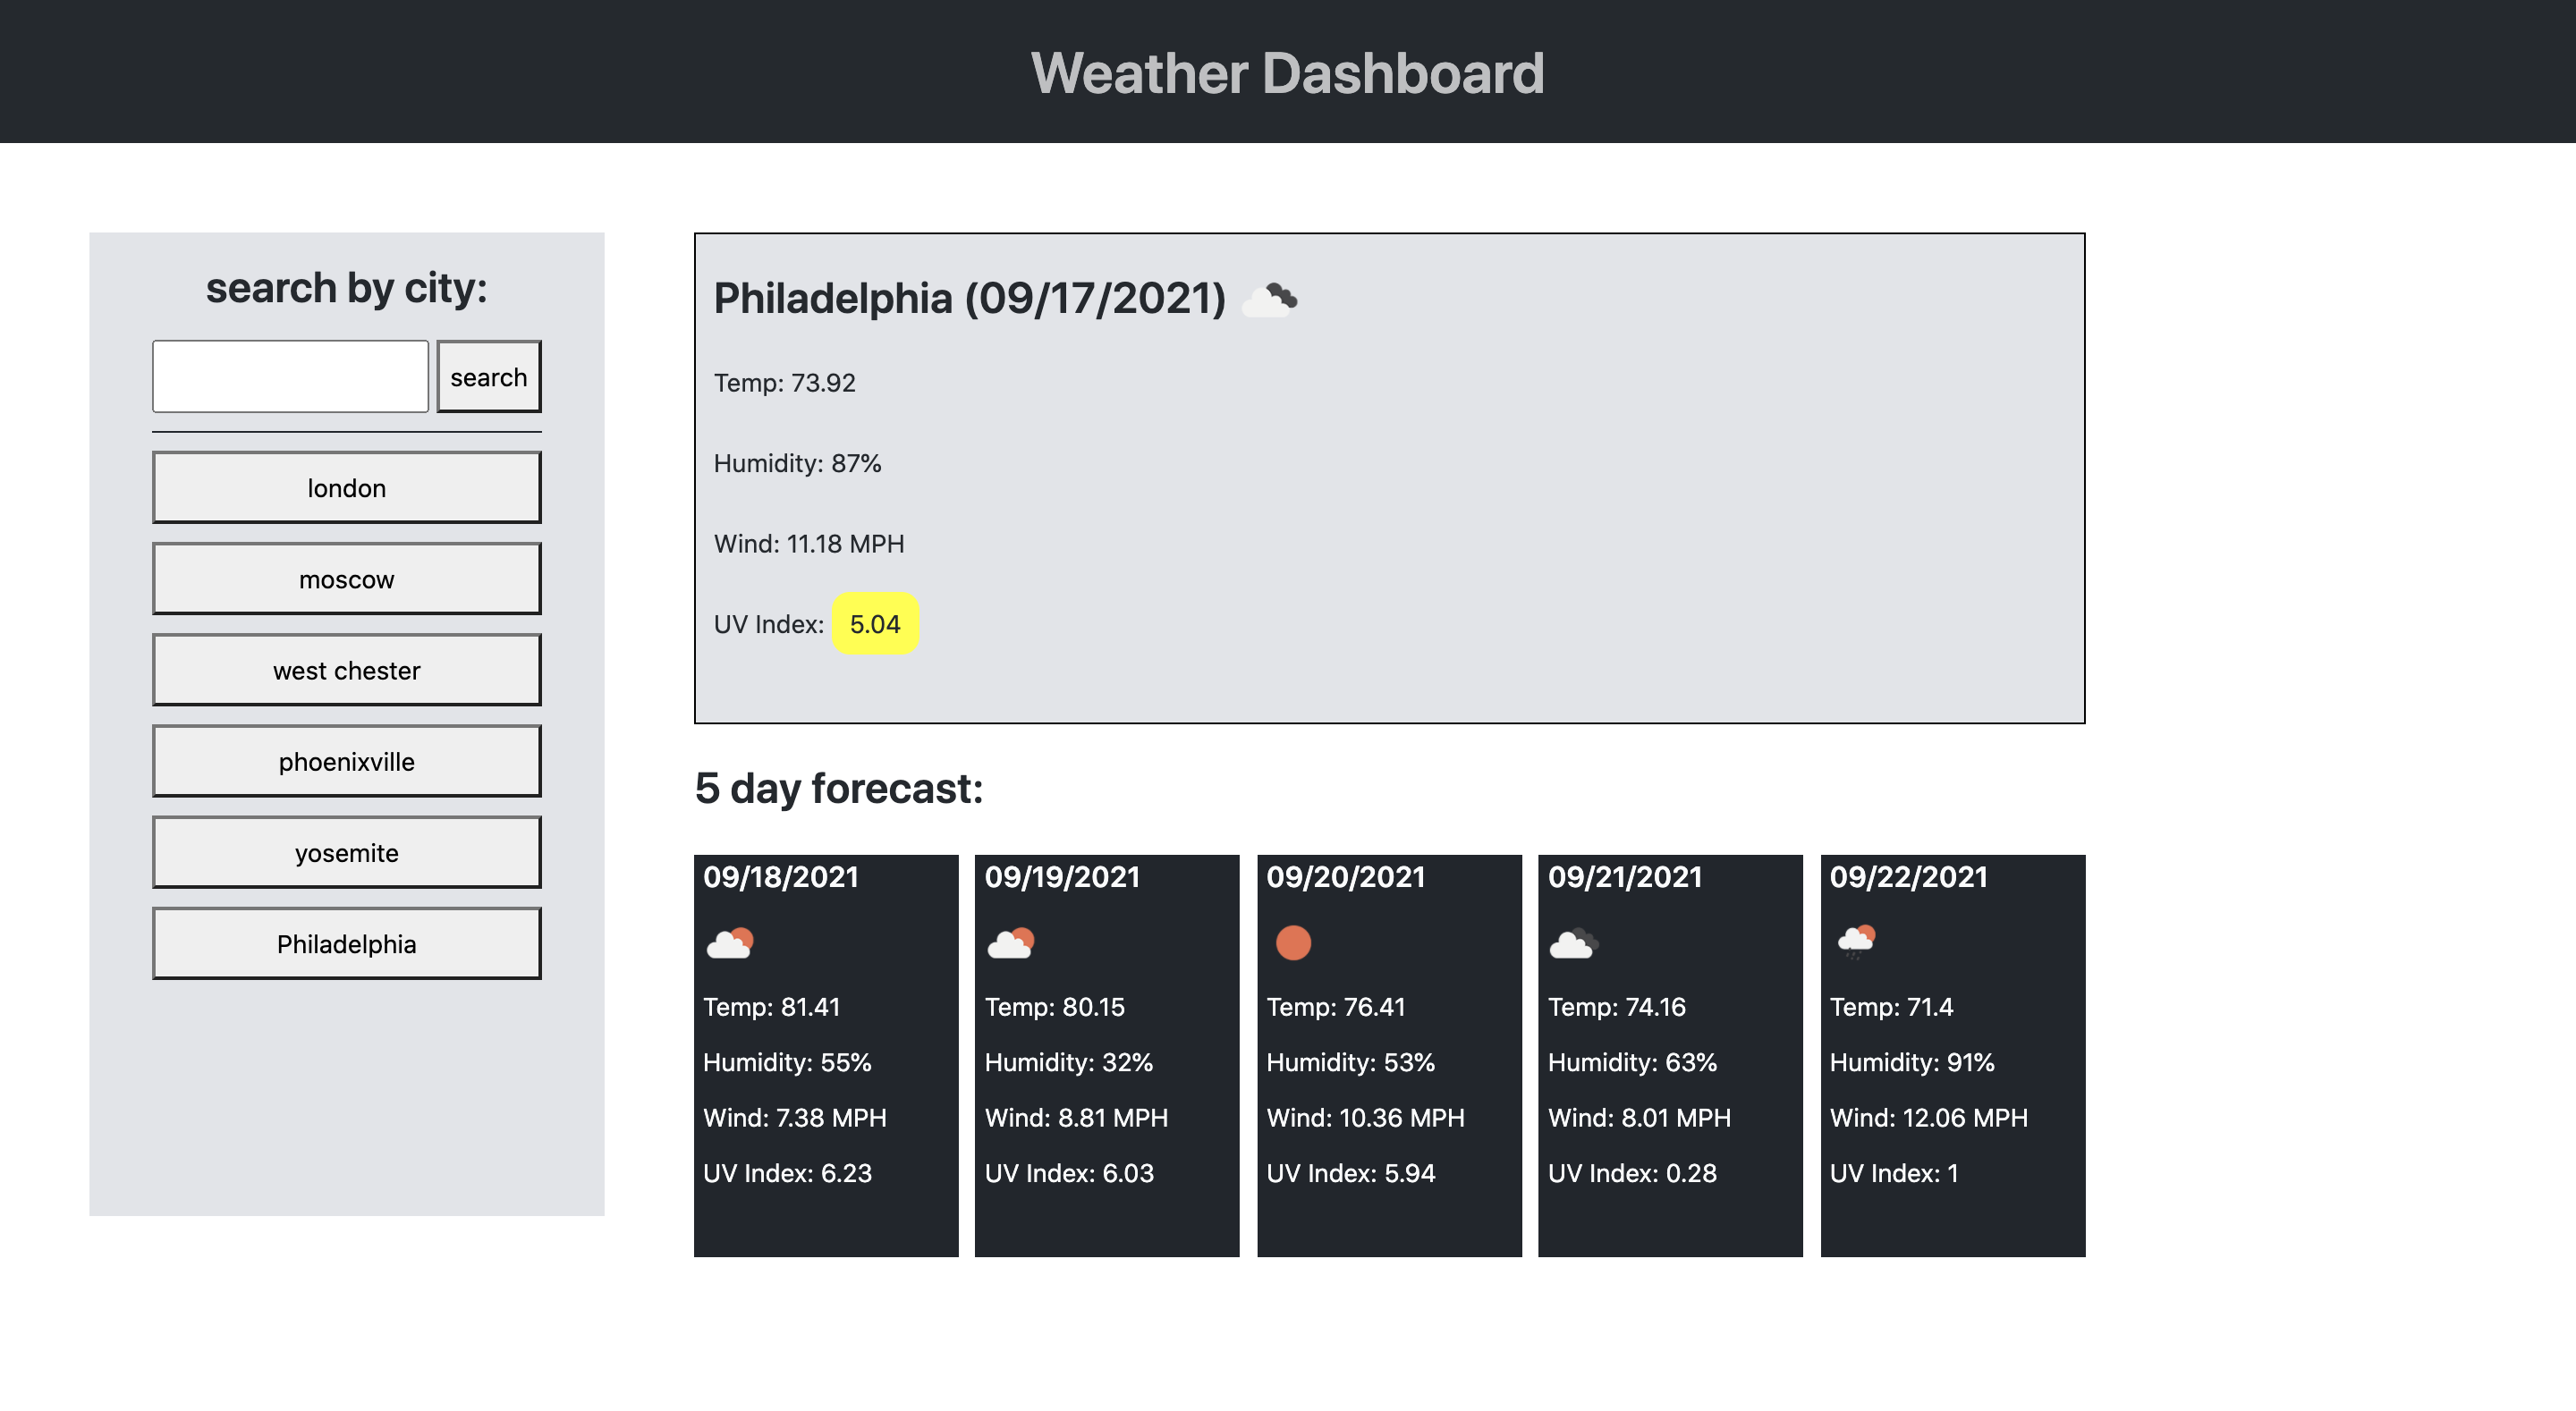 Weather Dashboard
search by city:
search
london
moscow
west chester
phoenixville
yosemite
Philadelphia
Philadelphia (09/17/2021)
Temp: 73.92
Humidity: 87%
Wind: 11.18 MPH
UV Index: 5.04
5 day forecast:
09/18/2021
Temp: 81.41
Humidity: 55%
Wind: 7.38 MPH
UV Index: 6.23
09/19/2021
Temp: 80.15
Humidity: 32%
Wind: 8.81 MPH
UV Index: 6.03
09/20/2021
Temp: 76.41
Humidity: 53%
Wind: 10.36 MPH
UV Index: 5.94
09/21/2021
Temp: 74.16
Humidity: 63%
Wind: 8.01 MPH
UV Index: 0.28
09/22/2021
Temp: 71.4
Humidity: 91%
Wind: 12.06 MPH
UV Index: 1